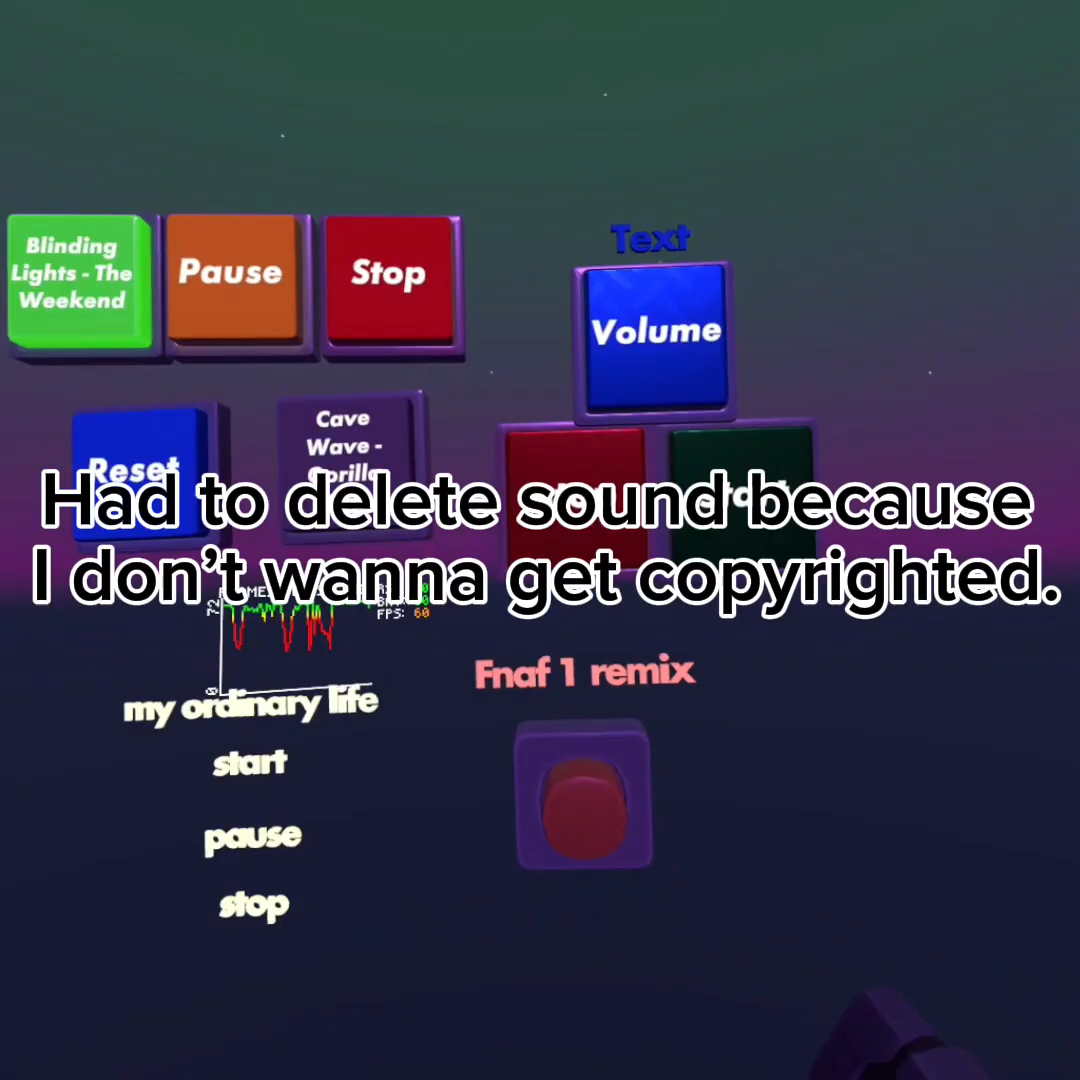 Text
Blinding
Lights - The
Weekend
Pause
Stop
Volume
Cave
Wave -
Reset
Had to delete sound because
I don’t wanna get copyrighted.
72
FPS: 60
Fnaf 1 remix
my ordinary life
start
pause
stop